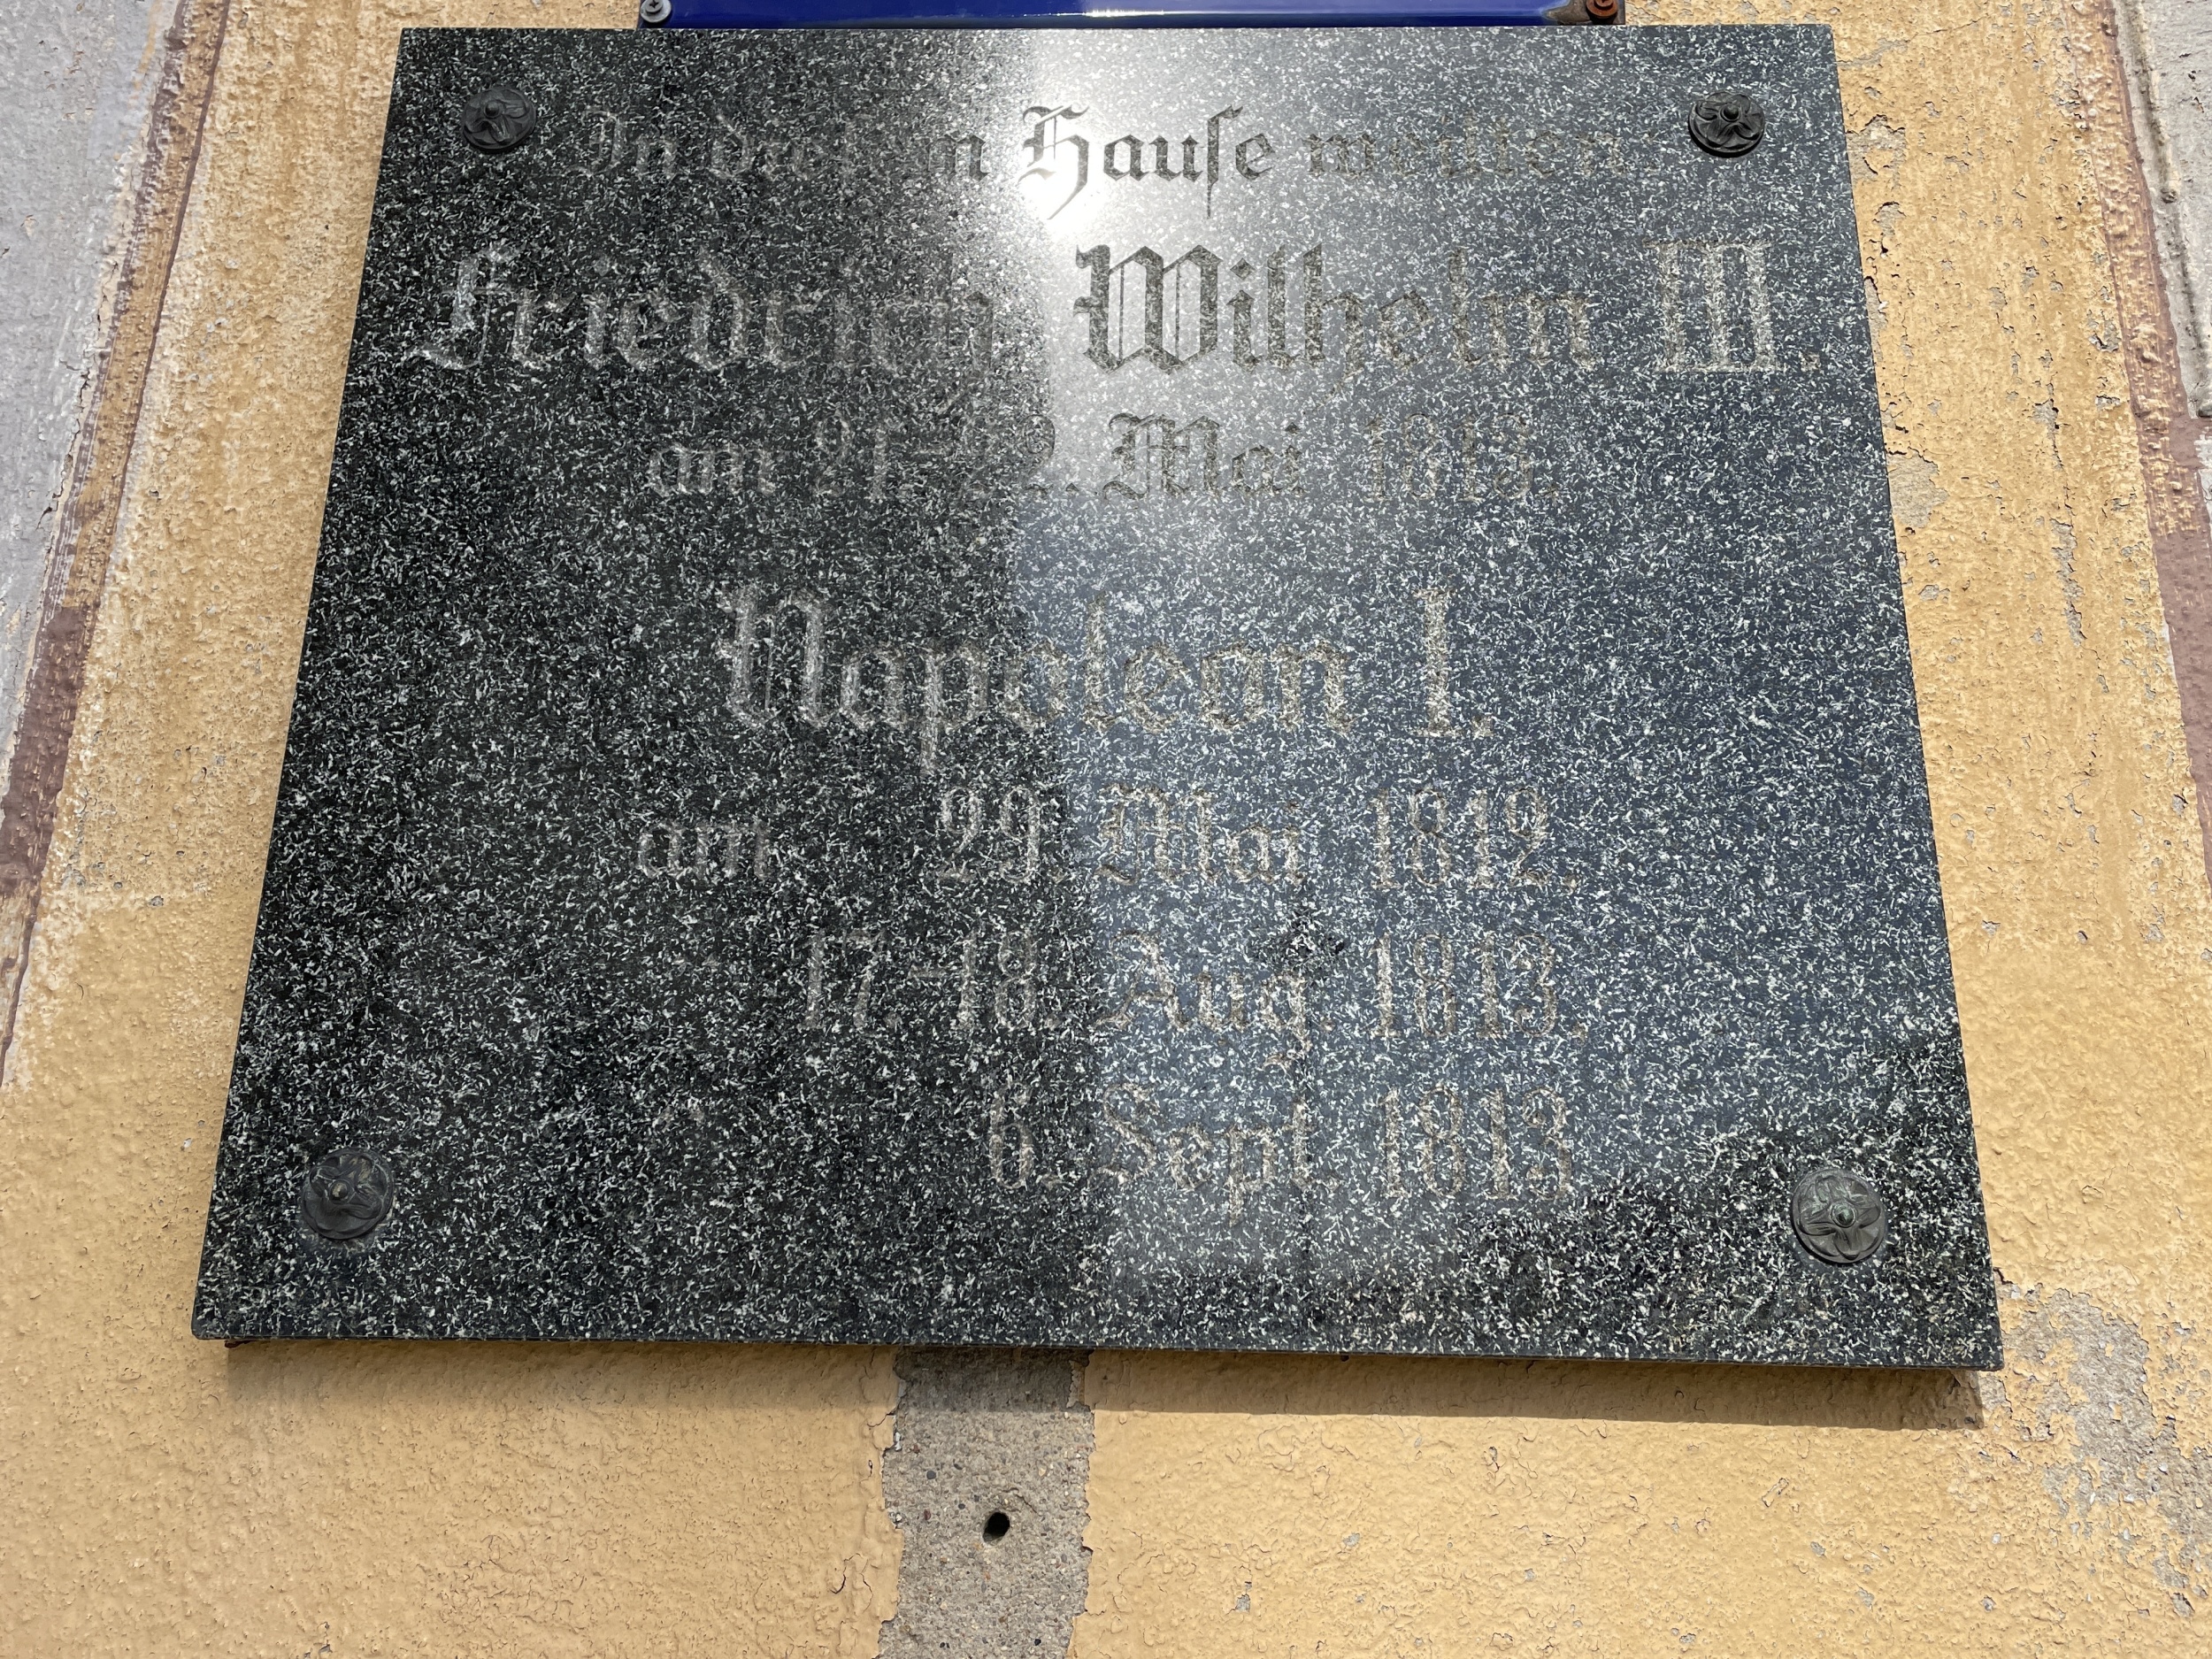 In dieſem Hauſe weilten
Friedrich Wilhelm III.
am 21.-22. Mai 1813.
Napoleon I.
am 29. Mai 1812.
17.-18. Aug. 1813.
6. Sept. 1813